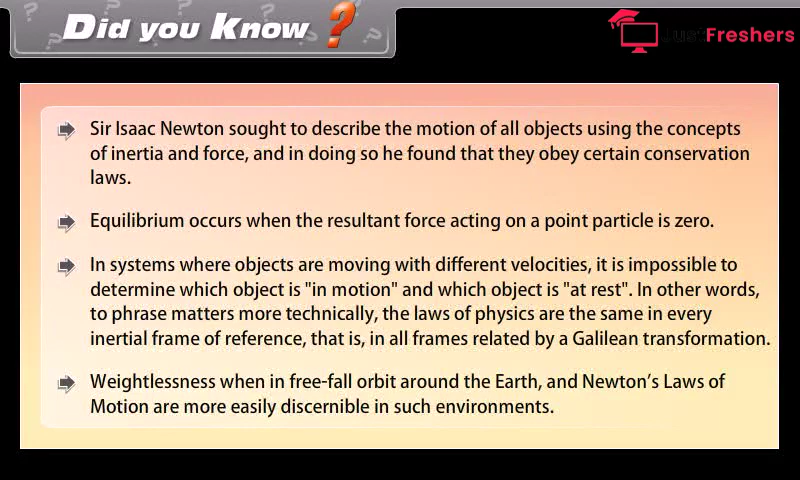 Did you Know ?
Just Freshers
Sir Isaac Newton sought to describe the motion of all objects using the concepts
of inertia and force, and in doing so he found that they obey certain conservation
laws.
Equilibrium occurs when the resultant force acting on a point particle is zero.
In systems where objects are moving with different velocities, it is impossible to
determine which object is "in motion" and which object is "at rest". In other words,
to phrase matters more technically, the laws of physics are the same in every
inertial frame of reference, that is, in all frames related by a Galilean transformation.
Weightlessness when in free-fall orbit around the Earth, and Newton's Laws of
Motion are more easily discernible in such environments.